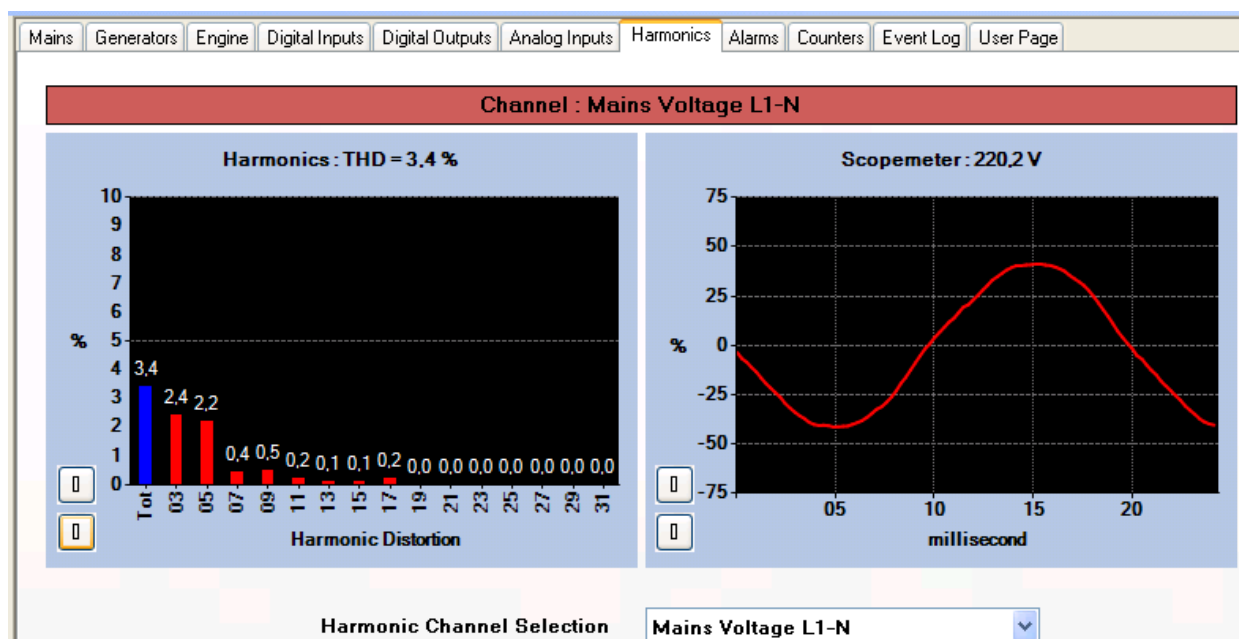 Mains Generators Engine Digital Inputs Digital Outputs Analog Inputs Harmonics Alarms Counters Event Log User Page
Channel : Mains Voltage L1-N
Harmonics : THD = 3,4 %
10
9
8
7
6
5
4
3
2
1
0
%
3,4 2,4 2,2 0,4 0,5 0,2 0,1 0,1 0,2 0,0 0,0 0,0 0,0 0,0 0,0 0,0
Tot 03 05 07 09 11 13 15 17 19 21 23 25 27 29 31
Harmonic Distortion
Scopemeter : 220,2 V
75
50
25
0
-25
-50
-75
%
05 10 15 20
millisecond
Harmonic Channel Selection Mains Voltage L1-N